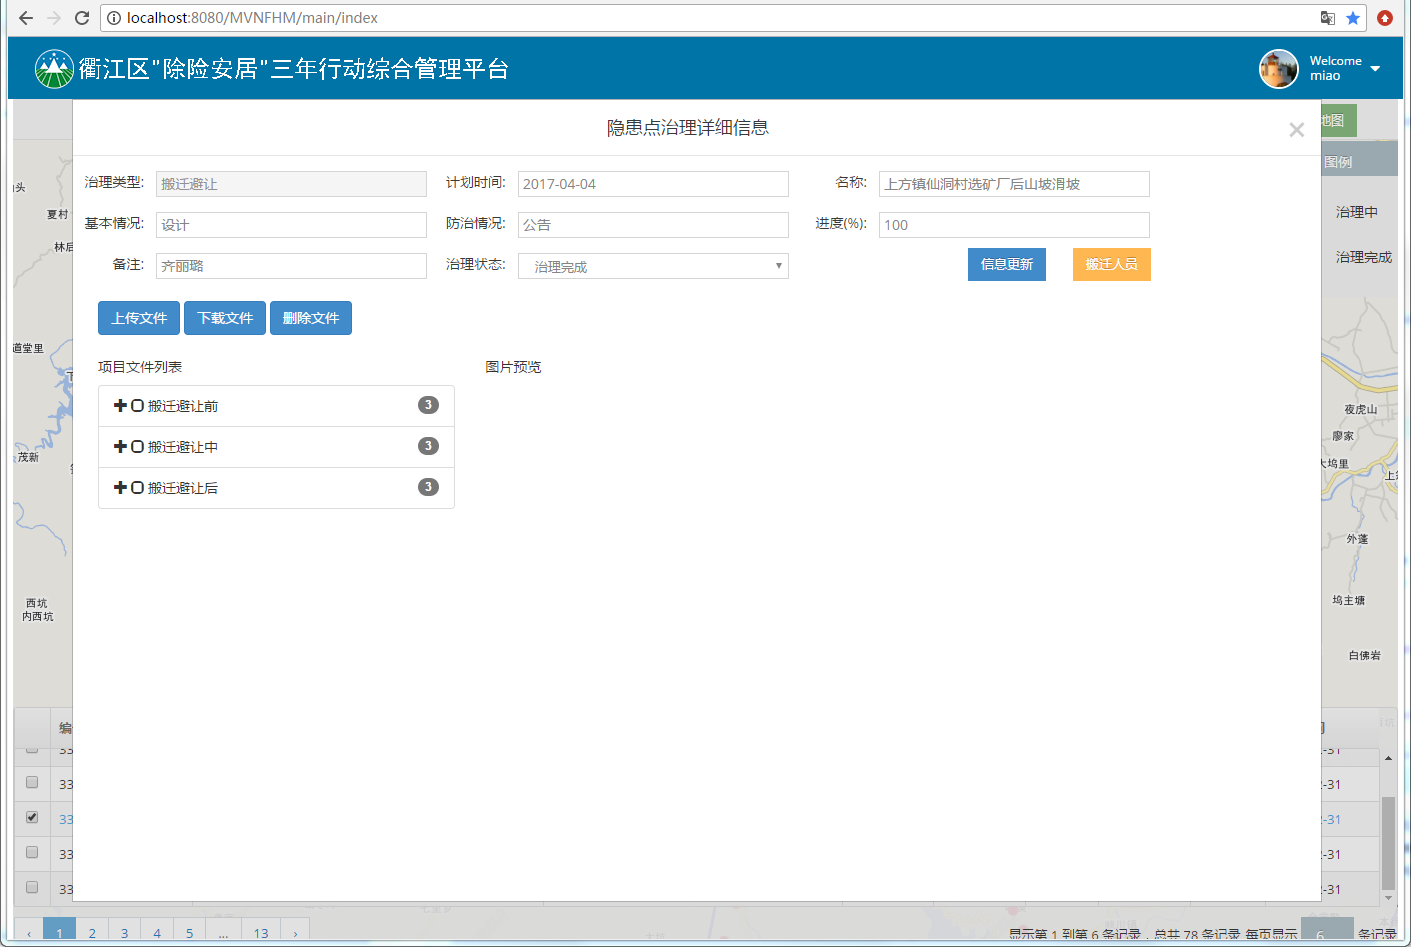 localhost:8080/MVNFHM/main/index
衢江区"除险安居"三年行动综合管理平台
Welcome
miao
隐患点治理详细信息
×
地图
图例
治理中
治理完成
治理类型: 搬迁避让
计划时间: 2017-04-04
名称: 上方镇仙洞村选矿厂后山坡滑坡
基本情况: 设计
防治情况: 公告
进度(%): 100
备注: 齐丽璐
治理状态: 治理完成
信息更新
搬迁人员
上传文件
下载文件
删除文件
项目文件列表
图片预览
搬迁避让前 3
搬迁避让中 3
搬迁避让后 3
头
夏村
林后
道堂里
下
茂新
西坑
内西坑
夜虎山
廖家
大坞里
上
外蓬
坞主塘
白佛岩
编
33
33 -31
33 -31
33 -31
33 -31
‹ 1 2 3 4 5 ... 13 ›
显示第 1 到第 6 条记录，总共 78 条记录 每页显示 6 条记录